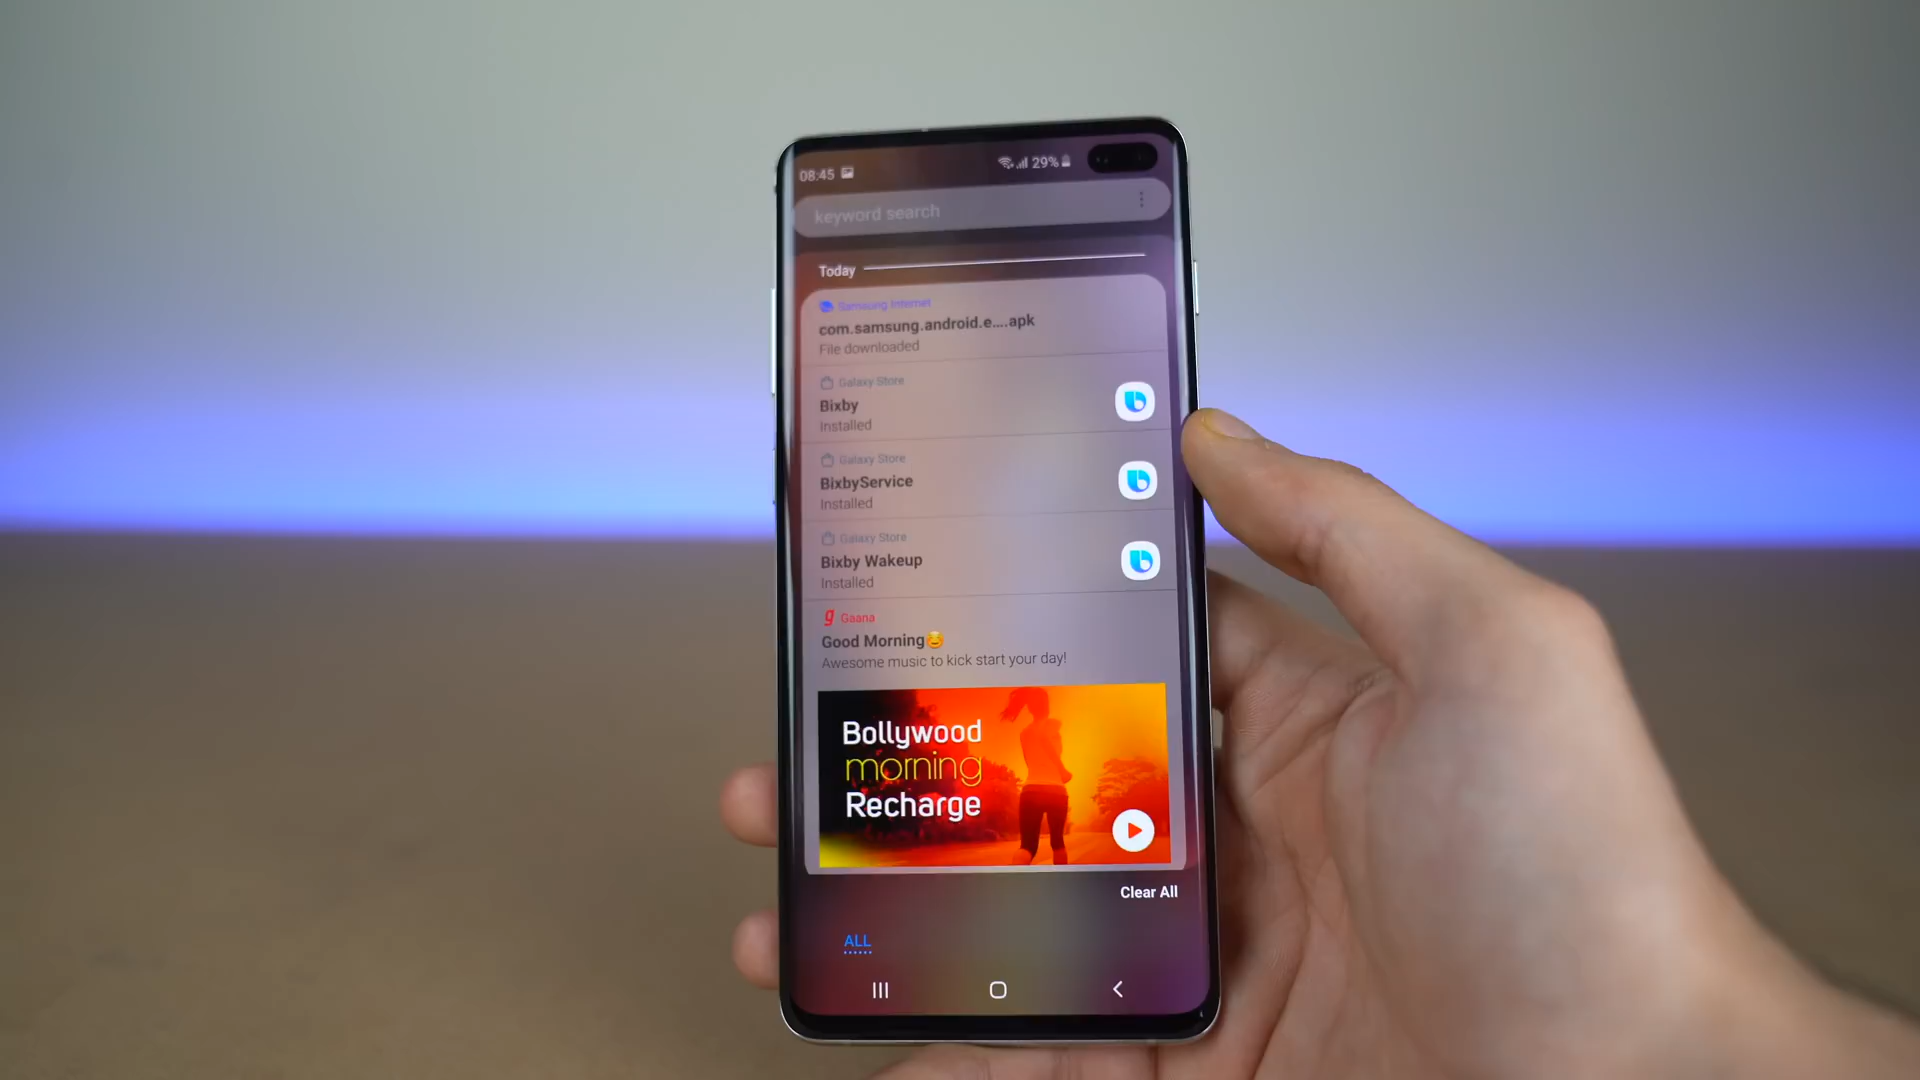 08:45 29%
keyword search
Today
Samsung Internet
com.samsung.android.e....apk
File downloaded
Galaxy Store
Bixby
Installed
Galaxy Store
BixbyService
Installed
Galaxy Store
Bixby Wakeup
Installed
g Gaana
Good Morning😊
Awesome music to kick start your day!
Bollywood
morning
Recharge
Clear All
ALL